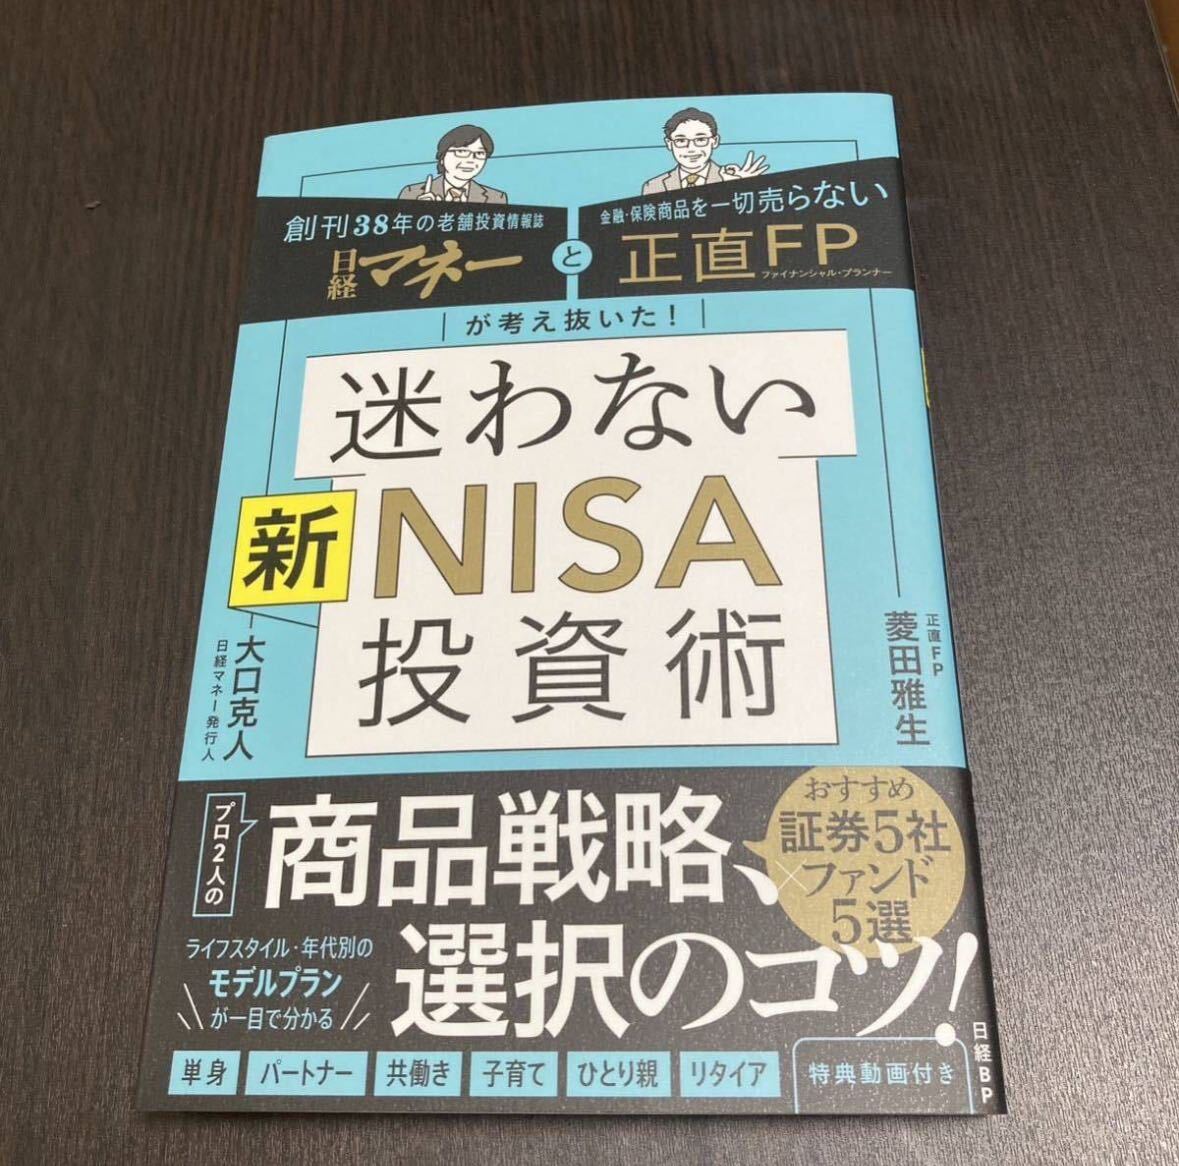 創刊38年の老舗投資情報誌
日経マネー
と
金融・保険商品を一切売らない
正直FP
ファイナンシャル・プランナー
が考え抜いた！
迷わない
新NISA
投資術
大口克人
日経マネー発行人
正直FP
菱田雅生
プロ2人の
商品戦略、
選択のコツ！
おすすめ
証券5社
×ファンド
5選
ライフスタイル・年代別の
モデルプラン
が一目で分かる
単身 パートナー 共働き 子育て ひとり親 リタイア
特典動画付き
日経BP